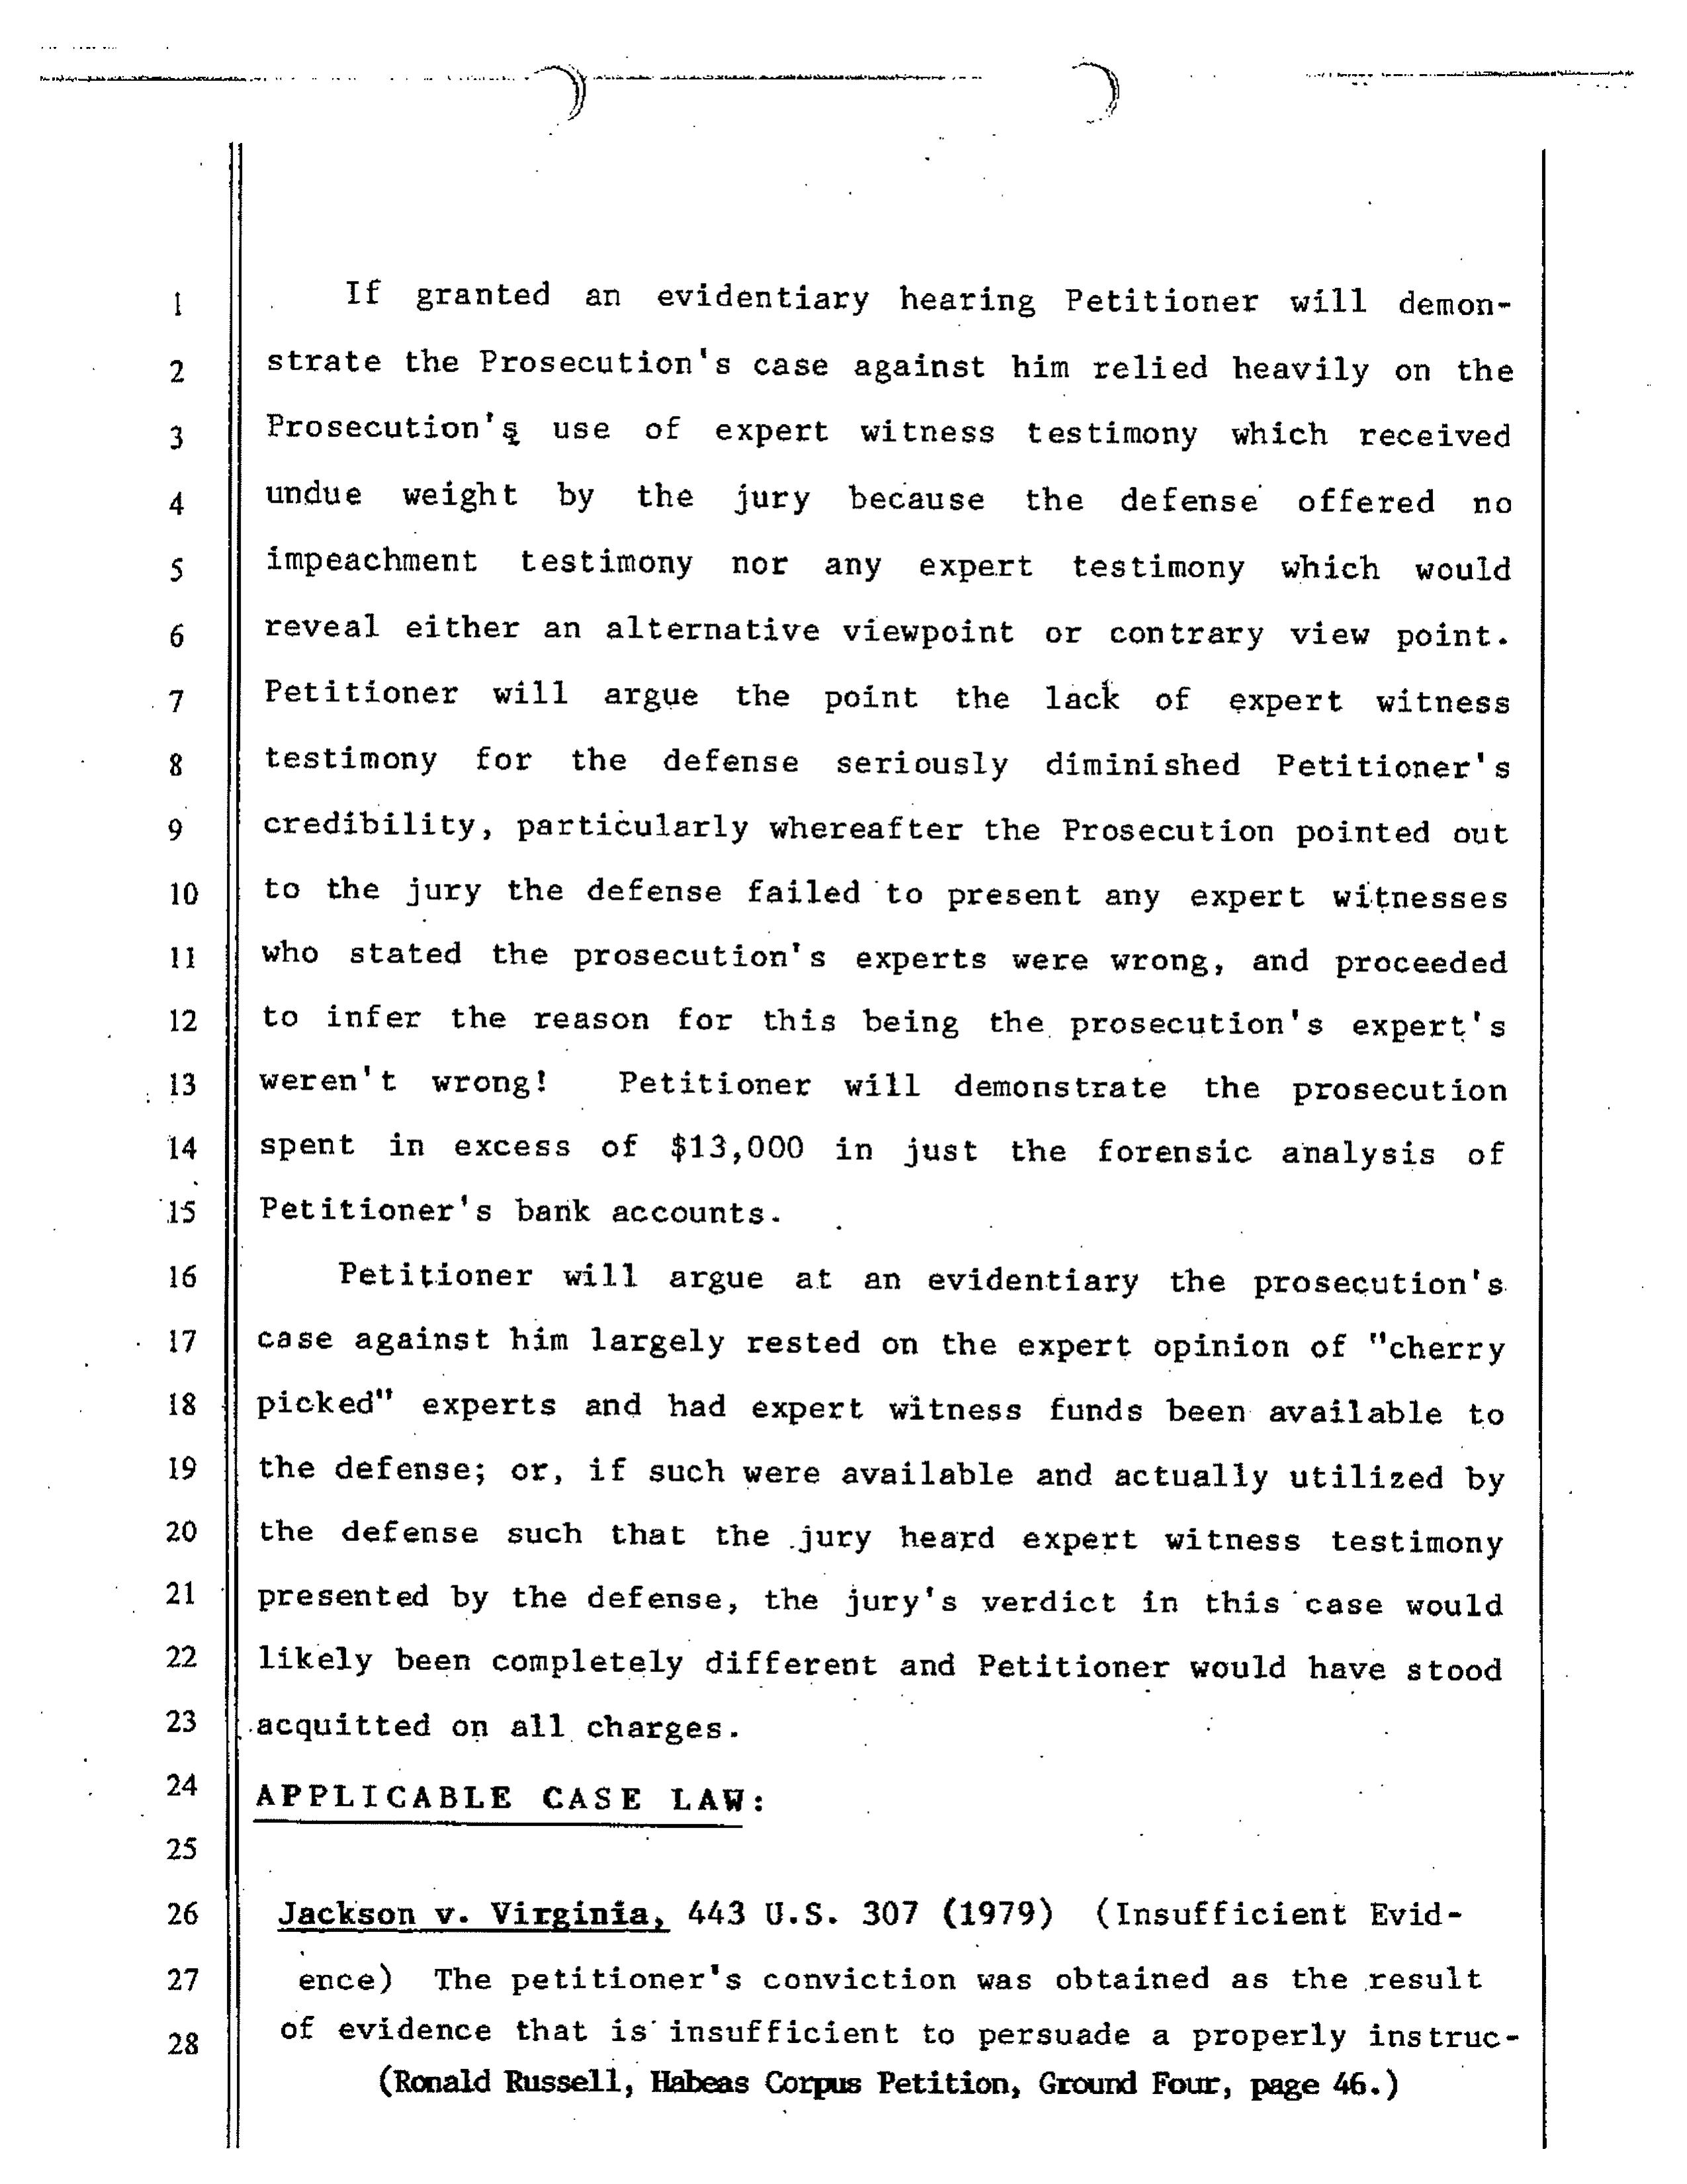 1 If granted an evidentiary hearing Petitioner will demon-
2 strate the Prosecution's case against him relied heavily on the
3 Prosecution's use of expert witness testimony which received
4 undue weight by the jury because the defense offered no
5 impeachment testimony nor any expert testimony which would
6 reveal either an alternative viewpoint or contrary view point.
7 Petitioner will argue the point the lack of expert witness
8 testimony for the defense seriously diminished Petitioner's
9 credibility, particularly whereafter the Prosecution pointed out
10 to the jury the defense failed to present any expert witnesses
11 who stated the prosecution's experts were wrong, and proceeded
12 to infer the reason for this being the prosecution's expert's
13 weren't wrong! Petitioner will demonstrate the prosecution
14 spent in excess of $13,000 in just the forensic analysis of
15 Petitioner's bank accounts.
16 Petitioner will argue at an evidentiary the prosecution's
17 case against him largely rested on the expert opinion of "cherry
18 picked" experts and had expert witness funds been available to
19 the defense; or, if such were available and actually utilized by
20 the defense such that the jury heard expert witness testimony
21 presented by the defense, the jury's verdict in this case would
22 likely been completely different and Petitioner would have stood
23 acquitted on all charges.
24 APPLICABLE CASE LAW:
25
26 Jackson v. Virginia, 443 U.S. 307 (1979) (Insufficient Evid-
27 ence) The petitioner's conviction was obtained as the result
28 of evidence that is insufficient to persuade a properly instruc-
(Ronald Russell, Habeas Corpus Petition, Ground Four, page 46.)